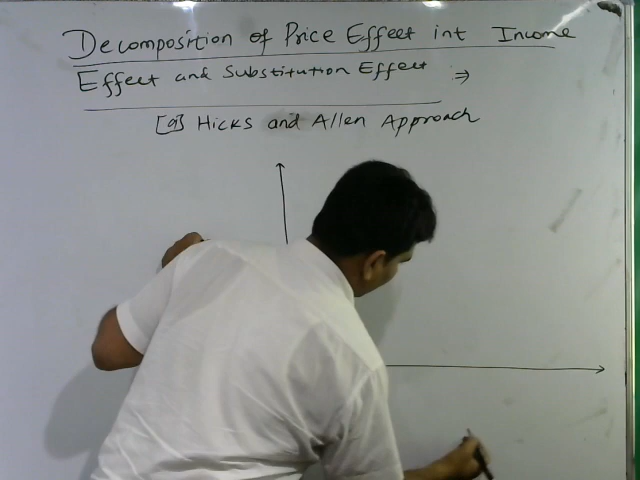 Decomposition of Price Effect int Income
Effect and Substitution Effect ⇒
[a] Hicks and Allen Approach